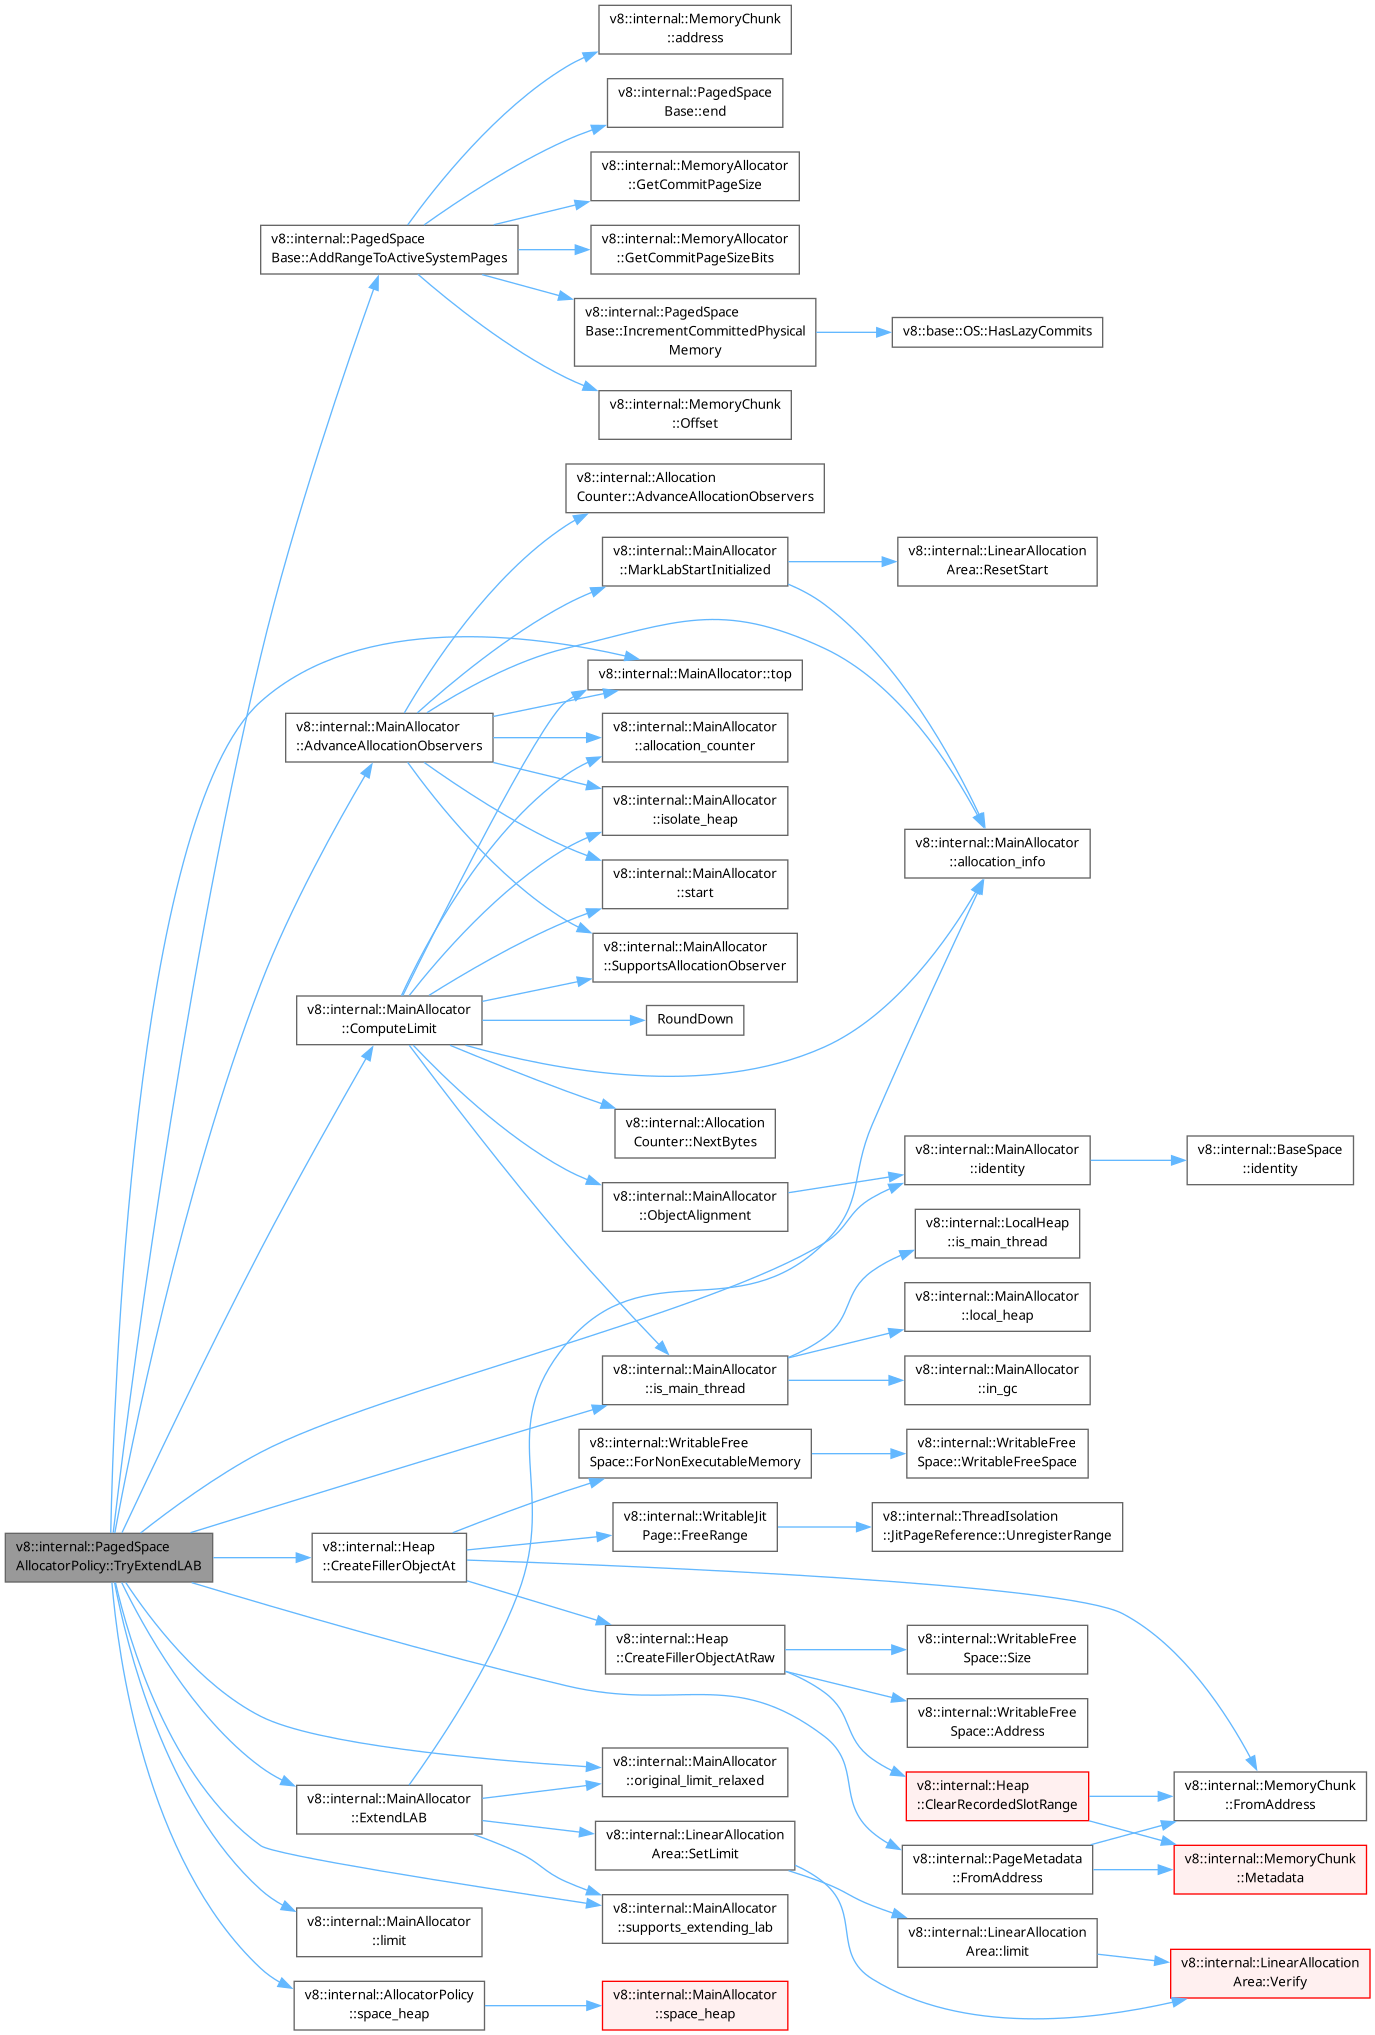 v8::internal::MemoryChunk
::address
v8::internal::PagedSpace
Base::end
v8::internal::MemoryAllocator
::GetCommitPageSize
v8::internal::PagedSpace
Base::AddRangeToActiveSystemPages
v8::internal::MemoryAllocator
::GetCommitPageSizeBits
v8::internal::PagedSpace
Base::IncrementCommittedPhysical
Memory
v8::base::OS::HasLazyCommits
v8::internal::MemoryChunk
::Offset
v8::internal::Allocation
Counter::AdvanceAllocationObservers
v8::internal::MainAllocator
::MarkLabStartInitialized
v8::internal::LinearAllocation
Area::ResetStart
v8::internal::MainAllocator::top
v8::internal::MainAllocator
::AdvanceAllocationObservers
v8::internal::MainAllocator
::allocation_counter
v8::internal::MainAllocator
::isolate_heap
v8::internal::MainAllocator
::allocation_info
v8::internal::MainAllocator
::start
v8::internal::MainAllocator
::SupportsAllocationObserver
v8::internal::MainAllocator
::ComputeLimit
RoundDown
v8::internal::Allocation
Counter::NextBytes
v8::internal::MainAllocator
::identity
v8::internal::BaseSpace
::identity
v8::internal::MainAllocator
::ObjectAlignment
v8::internal::LocalHeap
::is_main_thread
v8::internal::MainAllocator
::local_heap
v8::internal::MainAllocator
::is_main_thread
v8::internal::MainAllocator
::in_gc
v8::internal::WritableFree
Space::ForNonExecutableMemory
v8::internal::WritableFree
Space::WritableFreeSpace
v8::internal::PagedSpace
AllocatorPolicy::TryExtendLAB
v8::internal::Heap
::CreateFillerObjectAt
v8::internal::WritableJit
Page::FreeRange
v8::internal::ThreadIsolation
::JitPageReference::UnregisterRange
v8::internal::Heap
::CreateFillerObjectAtRaw
v8::internal::WritableFree
Space::Size
v8::internal::WritableFree
Space::Address
v8::internal::MainAllocator
::original_limit_relaxed
v8::internal::Heap
::ClearRecordedSlotRange
v8::internal::MemoryChunk
::FromAddress
v8::internal::MainAllocator
::ExtendLAB
v8::internal::LinearAllocation
Area::SetLimit
v8::internal::PageMetadata
::FromAddress
v8::internal::MemoryChunk
::Metadata
v8::internal::MainAllocator
::limit
v8::internal::MainAllocator
::supports_extending_lab
v8::internal::LinearAllocation
Area::limit
v8::internal::LinearAllocation
Area::Verify
v8::internal::AllocatorPolicy
::space_heap
v8::internal::MainAllocator
::space_heap